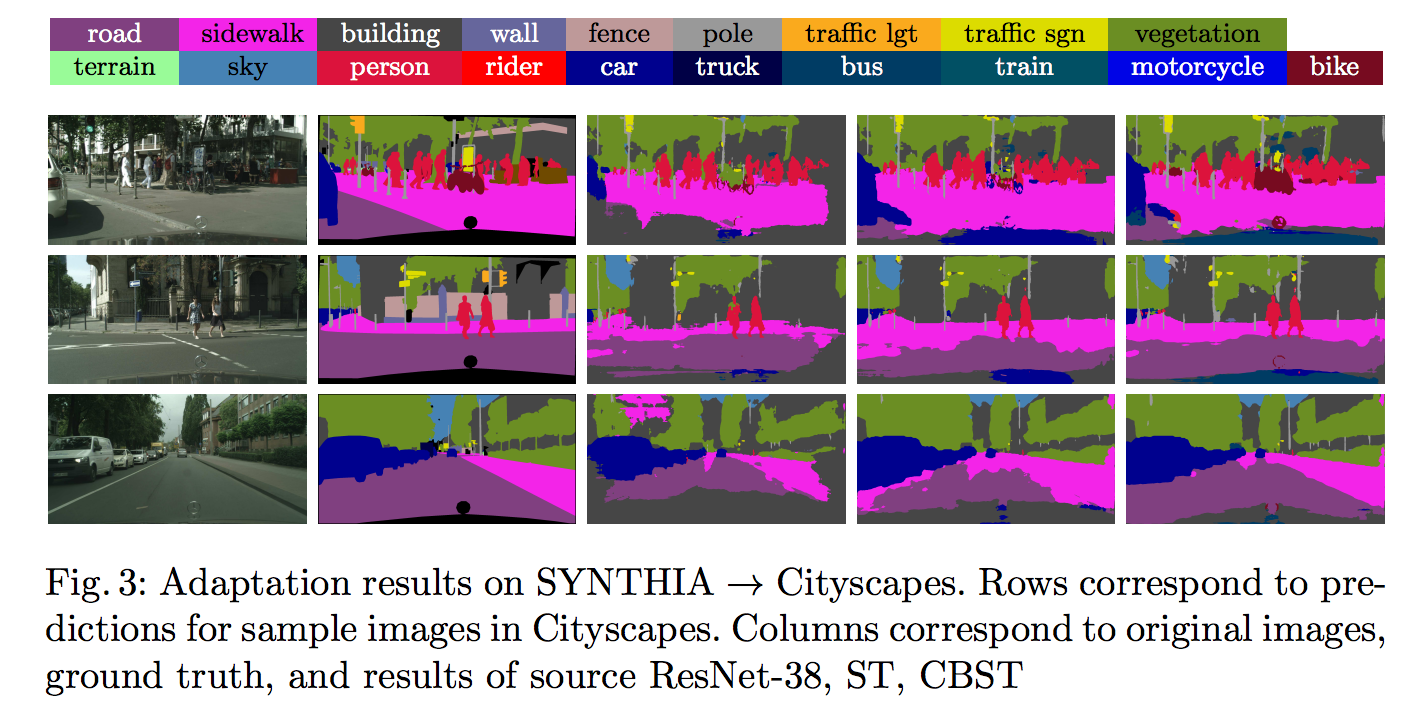 road sidewalk building wall fence pole traffic lgt traffic sgn vegetation
terrain sky person rider car truck bus train motorcycle bike
Fig. 3: Adaptation results on SYNTHIA → Cityscapes. Rows correspond to pre-
dictions for sample images in Cityscapes. Columns correspond to original images,
ground truth, and results of source ResNet-38, ST, CBST